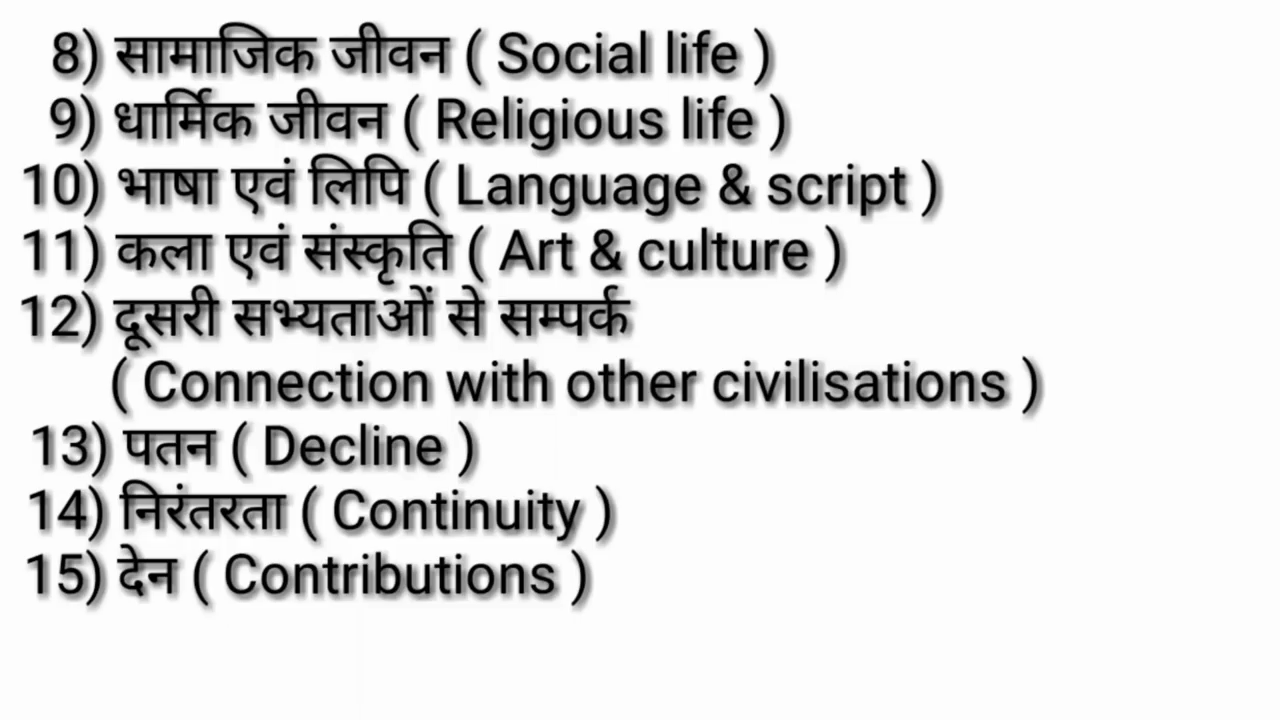 8) सामाजिक जीवन ( Social life )
9) धार्मिक जीवन ( Religious life )
10) भाषा एवं लिपि ( Language & script )
11) कला एवं संस्कृति ( Art & culture )
12) दूसरी सभ्यताओं से सम्पर्क
( Connection with other civilisations )
13) पतन ( Decline )
14) निरंतरता ( Continuity )
15) देन ( Contributions )